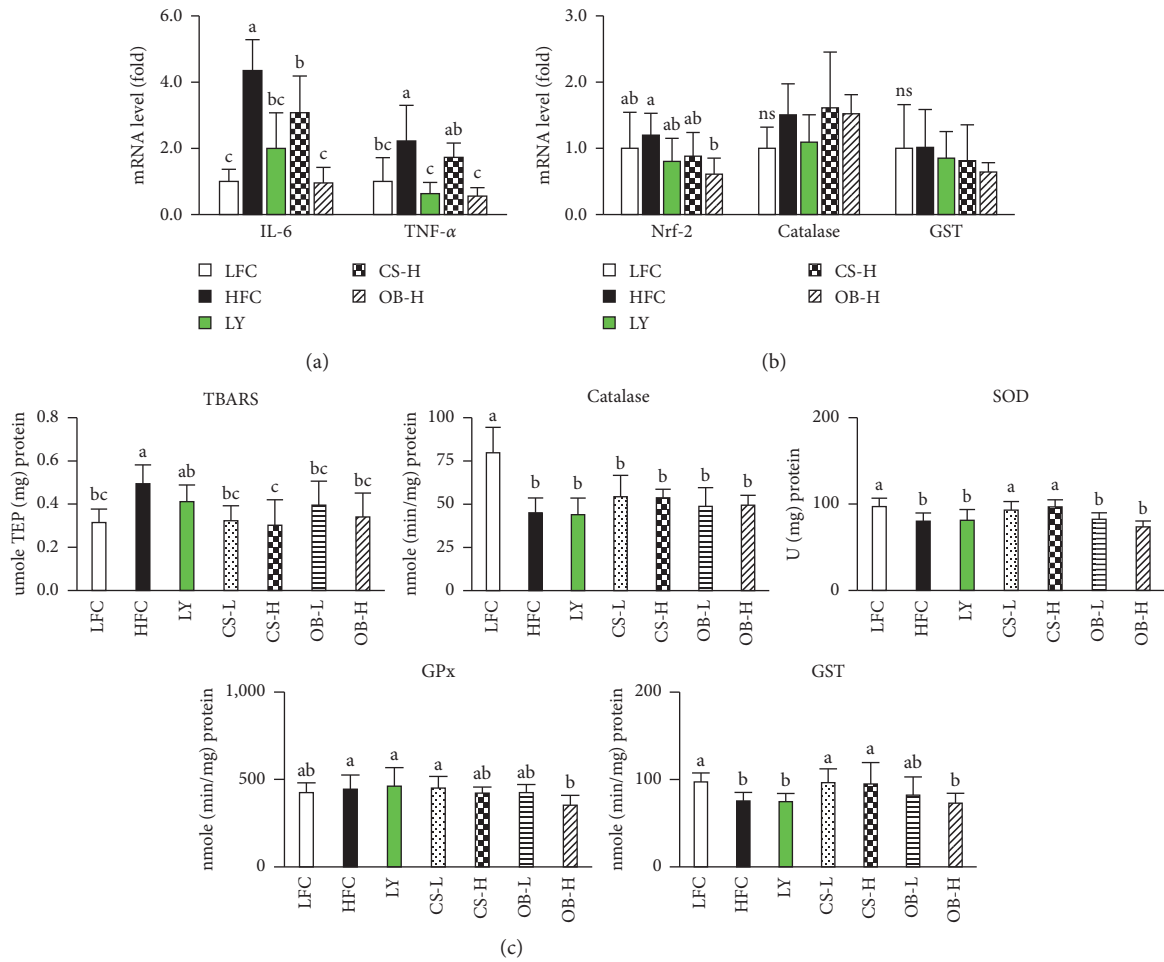 6.0
4.0
2.0
0.0
mRNA level (fold)
c
a
bc
b
c
bc
a
c
ab
c
IL-6
TNF-α
LFC
HFC
LY
CS-H
OB-H
(a)
3.0
2.0
1.0
0.0
mRNA level (fold)
ab
a
ab
ab
b
ns
ns
Nrf-2
Catalase
GST
LFC
HFC
LY
CS-H
OB-H
(b)
TBARS
0.8
0.6
0.4
0.2
0.0
umole TEP (mg) protein
bc
a
ab
bc
c
bc
bc
LFC
HFC
LY
CS-L
CS-H
OB-L
OB-H
Catalase
100
75
50
25
0
nmole (min/mg) protein
a
b
b
b
b
b
b
LFC
HFC
LY
CS-L
CS-H
OB-L
OB-H
SOD
200
100
0
U (mg) protein
a
b
b
a
a
b
b
LFC
HFC
LY
CS-L
CS-H
OB-L
OB-H
GPx
1,000
500
0
nmole (min/mg) protein
ab
a
a
a
ab
ab
b
LFC
HFC
LY
CS-L
CS-H
OB-L
OB-H
GST
200
100
0
nmole (min/mg) protein
a
b
b
a
a
ab
b
LFC
HFC
LY
CS-L
CS-H
OB-L
OB-H
(c)